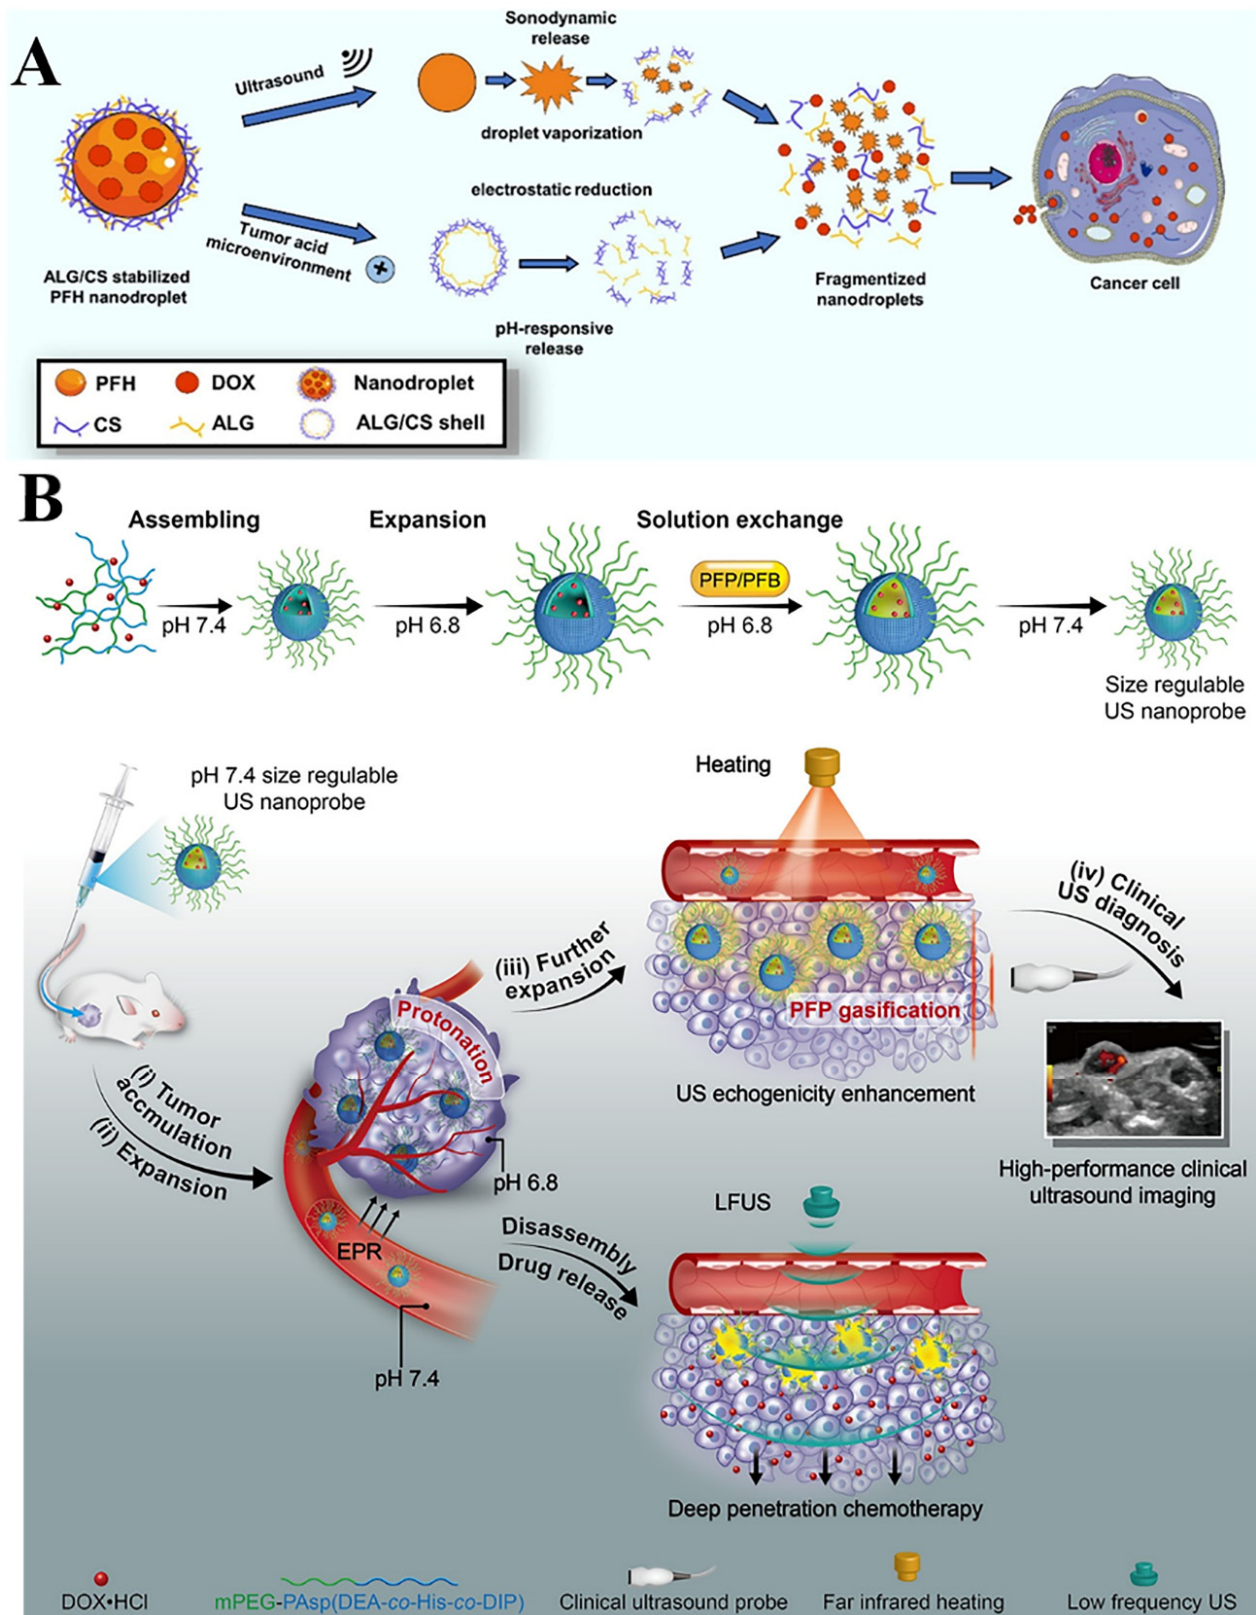 A
Ultrasound
Sonodynamic
release
droplet vaporization
electrostatic reduction
Tumor acid
microenvironment
+
pH-responsive
release
ALG/CS stabilized
PFH nanodroplet
Fragmentized
nanodroplets
Cancer cell
PFH
DOX
Nanodroplet
CS
ALG
ALG/CS shell
B
Assembling
Expansion
Solution exchange
PFP/PFB
pH 7.4
pH 6.8
pH 6.8
pH 7.4
Size regulable
US nanoprobe
pH 7.4 size regulable
US nanoprobe
Heating
(iv) Clinical
US diagnosis
(iii) Further
expansion
Protonation
PFP gasification
US echogenicity enhancement
(i) Tumor
accmulation
(ii) Expansion
pH 6.8
EPR
pH 7.4
High-performance clinical
ultrasound imaging
LFUS
Disassembly
Drug release
Deep penetration chemotherapy
DOX•HCl
mPEG-PAsp(DEA-co-His-co-DIP)
Clinical ultrasound probe
Far infrared heating
Low frequency US